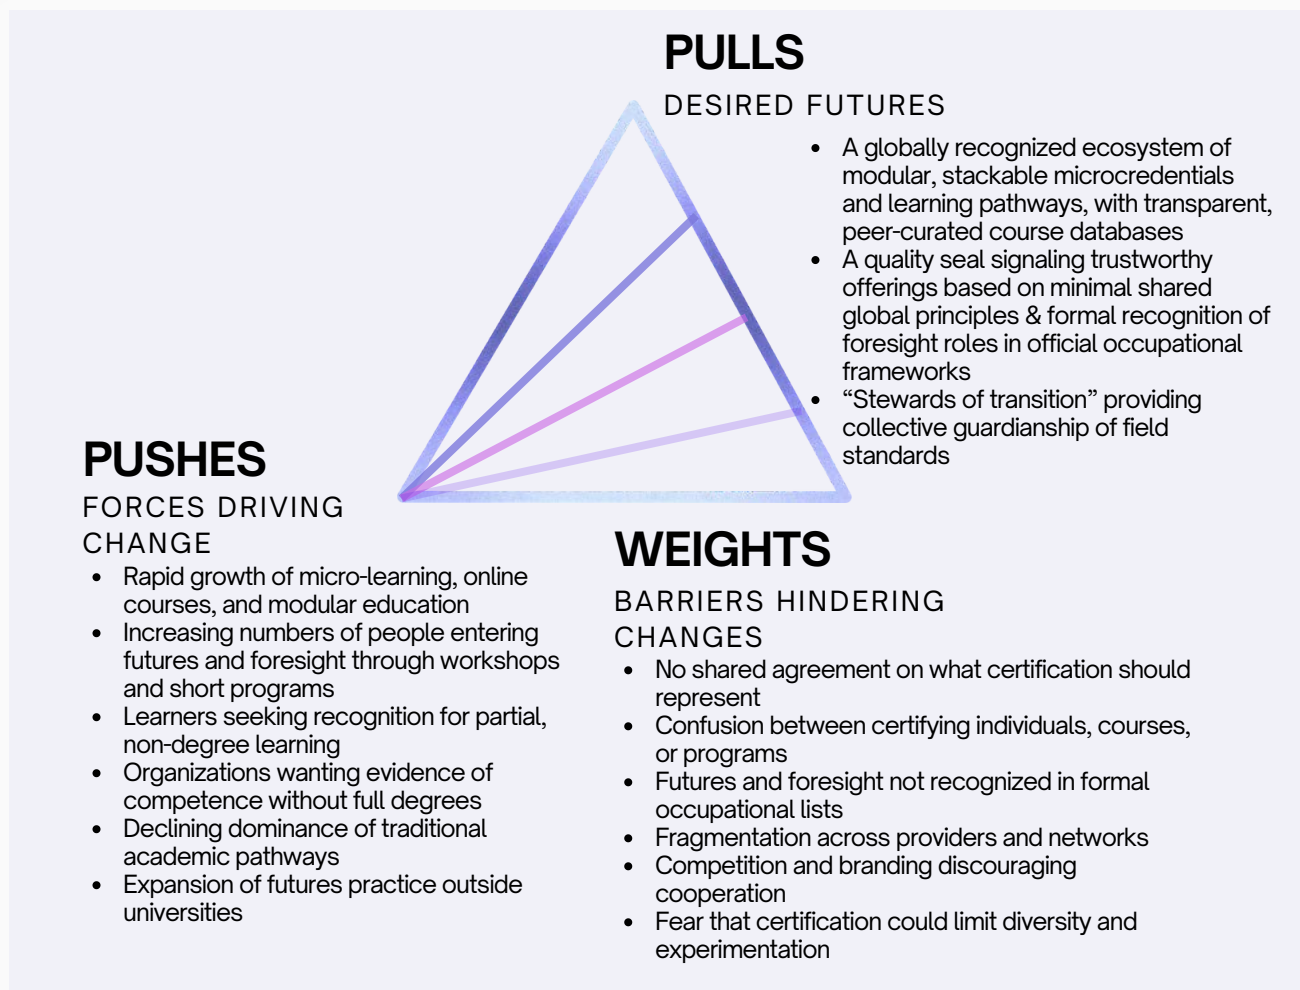 PULLS
DESIRED FUTURES
• A globally recognized ecosystem of
modular, stackable microcredentials
and learning pathways, with transparent,
peer-curated course databases
• A quality seal signaling trustworthy
offerings based on minimal shared
global principles & formal recognition of
foresight roles in official occupational
frameworks
• “Stewards of transition” providing
collective guardianship of field
standards
PUSHES
FORCES DRIVING
CHANGE
• Rapid growth of micro-learning, online
courses, and modular education
• Increasing numbers of people entering
futures and foresight through workshops
and short programs
• Learners seeking recognition for partial,
non-degree learning
• Organizations wanting evidence of
competence without full degrees
• Declining dominance of traditional
academic pathways
• Expansion of futures practice outside
universities
WEIGHTS
BARRIERS HINDERING
CHANGES
• No shared agreement on what certification should
represent
• Confusion between certifying individuals, courses,
or programs
• Futures and foresight not recognized in formal
occupational lists
• Fragmentation across providers and networks
• Competition and branding discouraging
cooperation
• Fear that certification could limit diversity and
experimentation